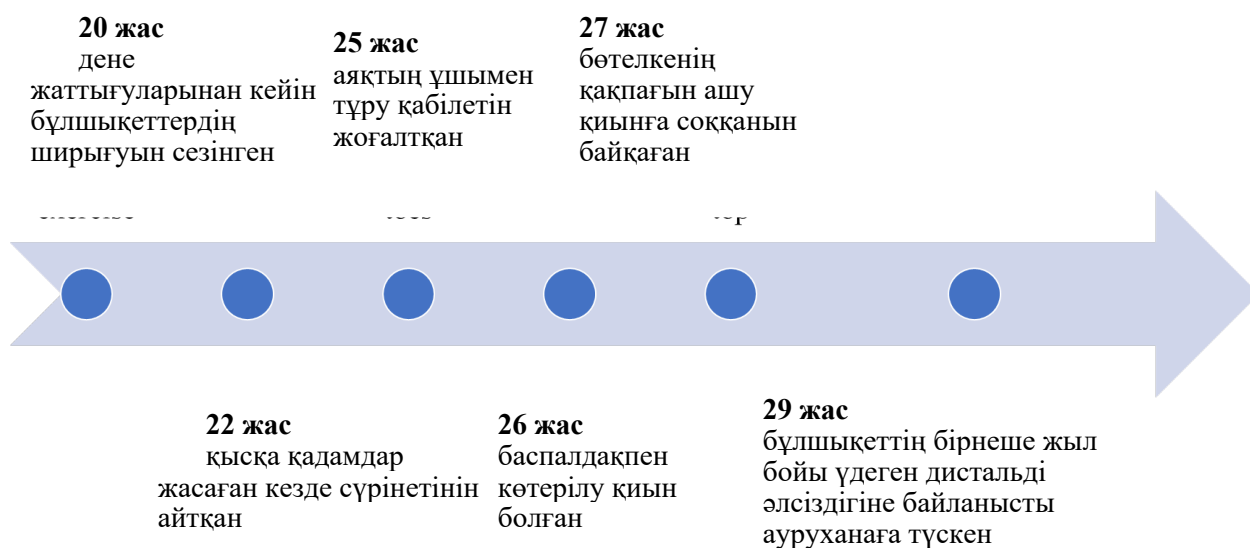 20 жас
дене
жаттығуларынан кейін
бұлшықеттердің
ширығуын сезінген
25 жас
аяқтың ұшымен
тұру қабілетін
жоғалтқан
27 жас
бөтелкенің
қақпағын ашу
қиынға соққанын
байқаған
22 жас
қысқа қадамдар
жасаған кезде сүрінетінін
айтқан
26 жас
баспалдақпен
көтерілу қиын
болған
29 жас
бұлшықеттің бірнеше жыл
бойы үдеген дистальді
әлсіздігіне байланысты
ауруханаға түскен